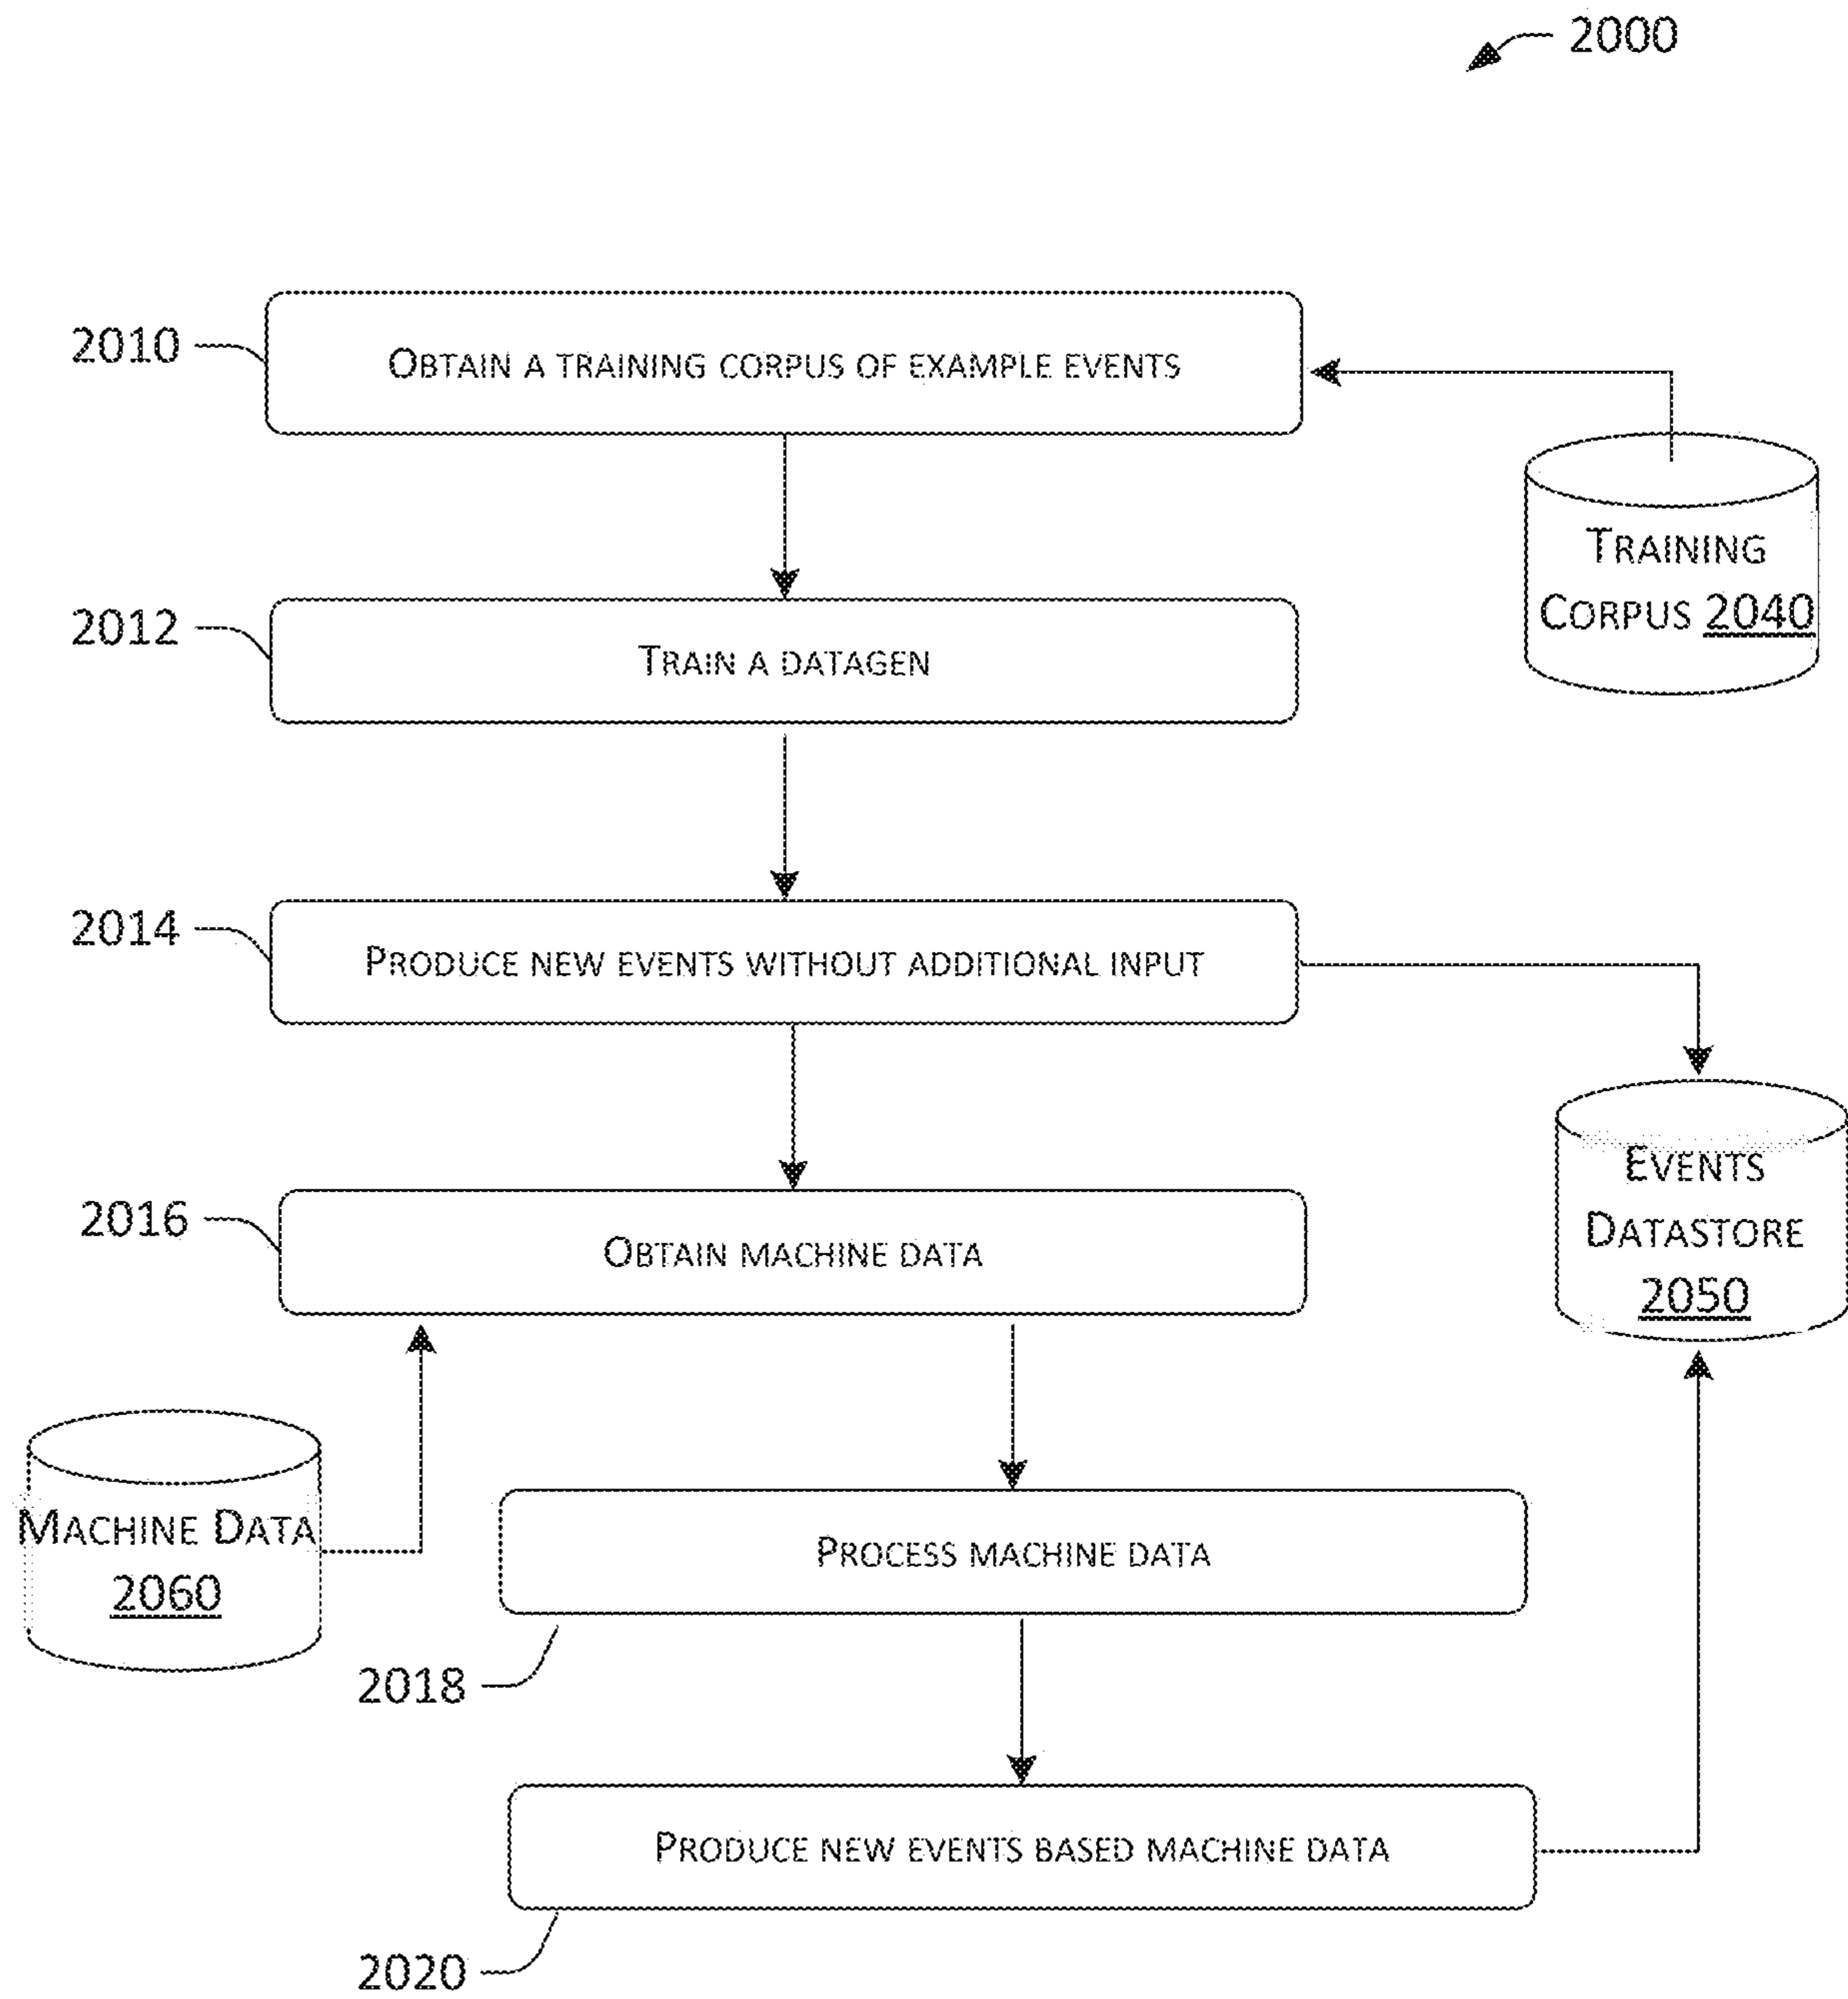 2000
2010
OBTAIN A TRAINING CORPUS OF EXAMPLE EVENTS
TRAINING
CORPUS 2040
2012
TRAIN A DATAGEN
2014
PRODUCE NEW EVENTS WITHOUT ADDITIONAL INPUT
EVENTS
DATASTORE
2050
2016
OBTAIN MACHINE DATA
MACHINE DATA
2060
PROCESS MACHINE DATA
2018
PRODUCE NEW EVENTS BASED MACHINE DATA
2020